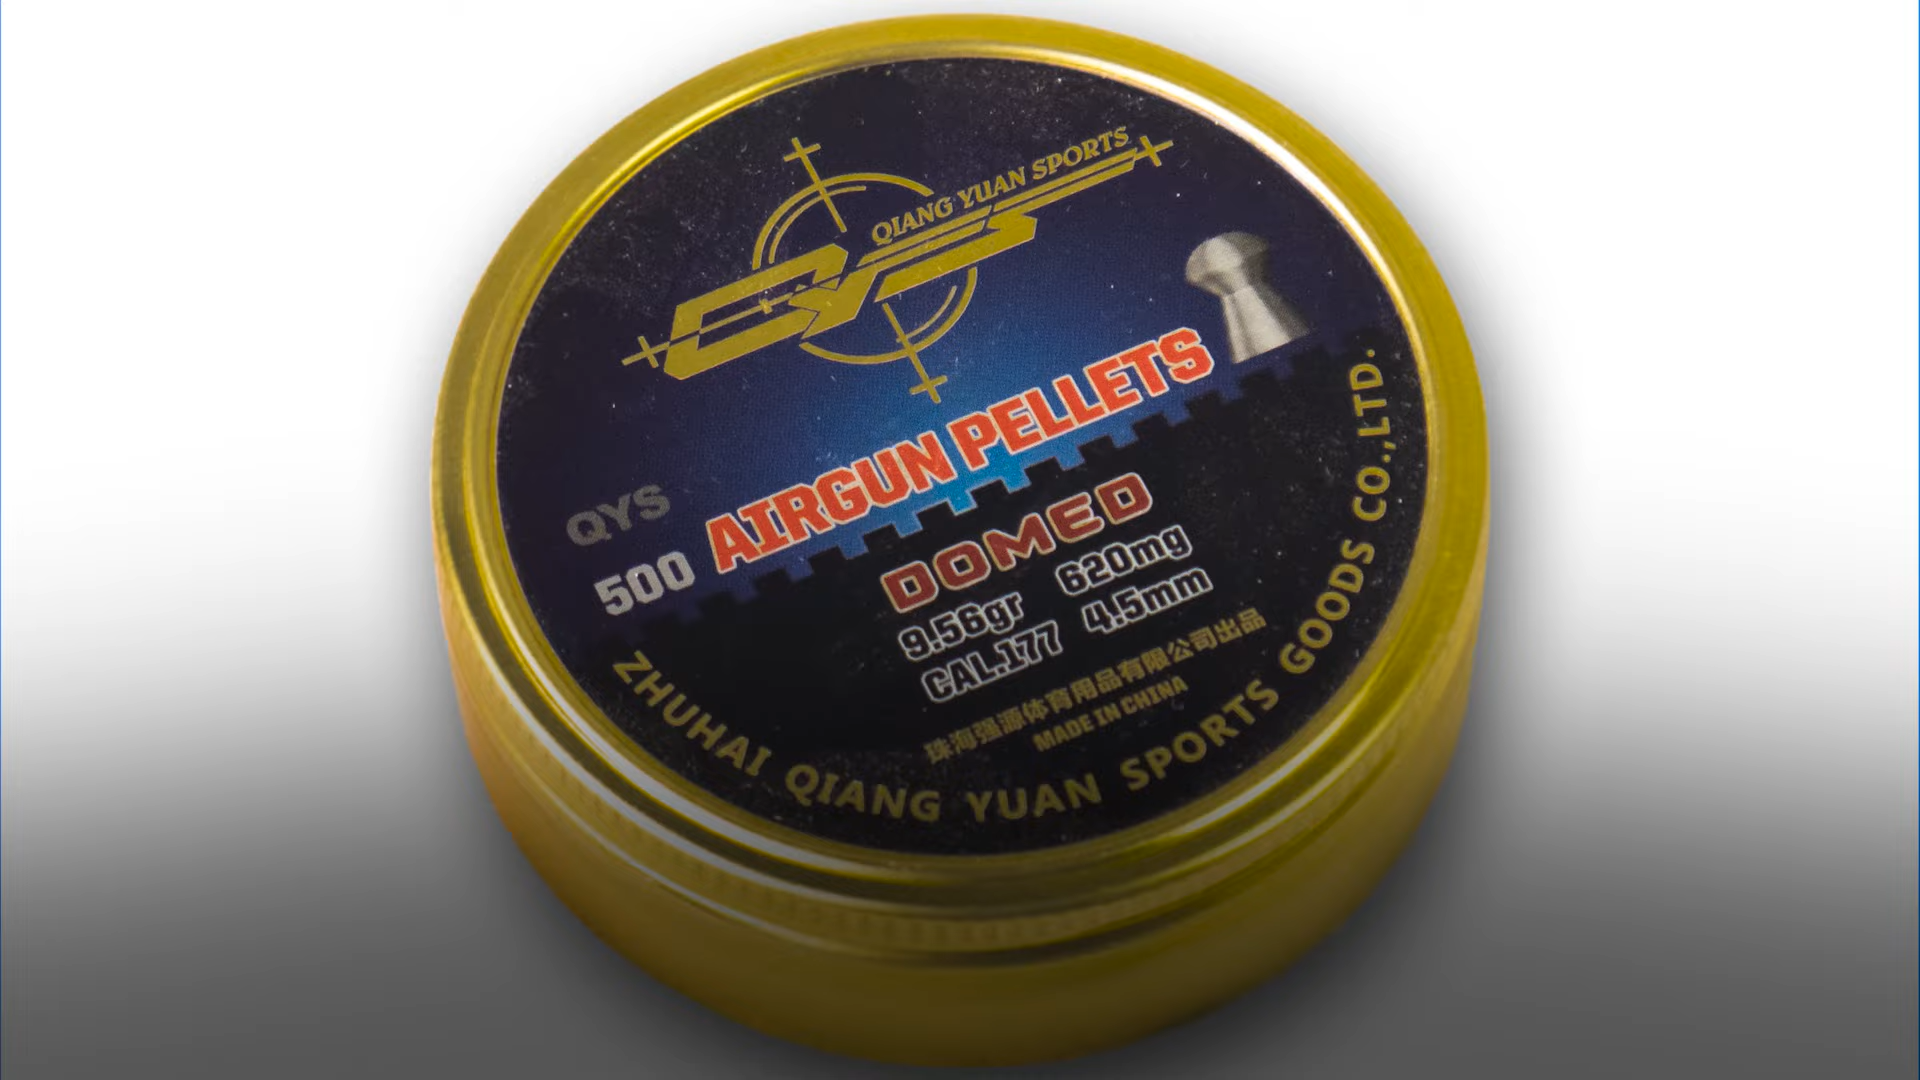 QIANG YUAN SPORTS
QYS
QYS
500 AIRGUN PELLETS
DOMED
9.56gr 620mg
CAL.177 4.5mm
珠海强源体育用品有限公司出品
MADE IN CHINA
ZHUHAI QIANG YUAN SPORTS GOODS CO.,LTD.